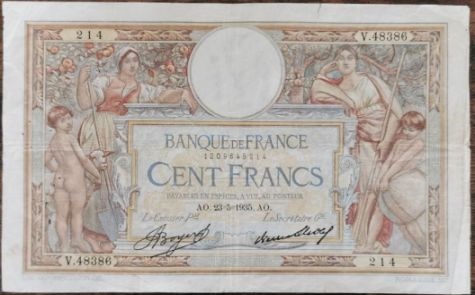 214 V.48386
BANQUE DE FRANCE
1209645214
CENT FRANCS
PAYABLES EN ESPÈCES, A VUE, AU PORTEUR
AO. 23-5-1935. AO.
Le Caissier Pal Le Secrétaire Gal
V.48386 214